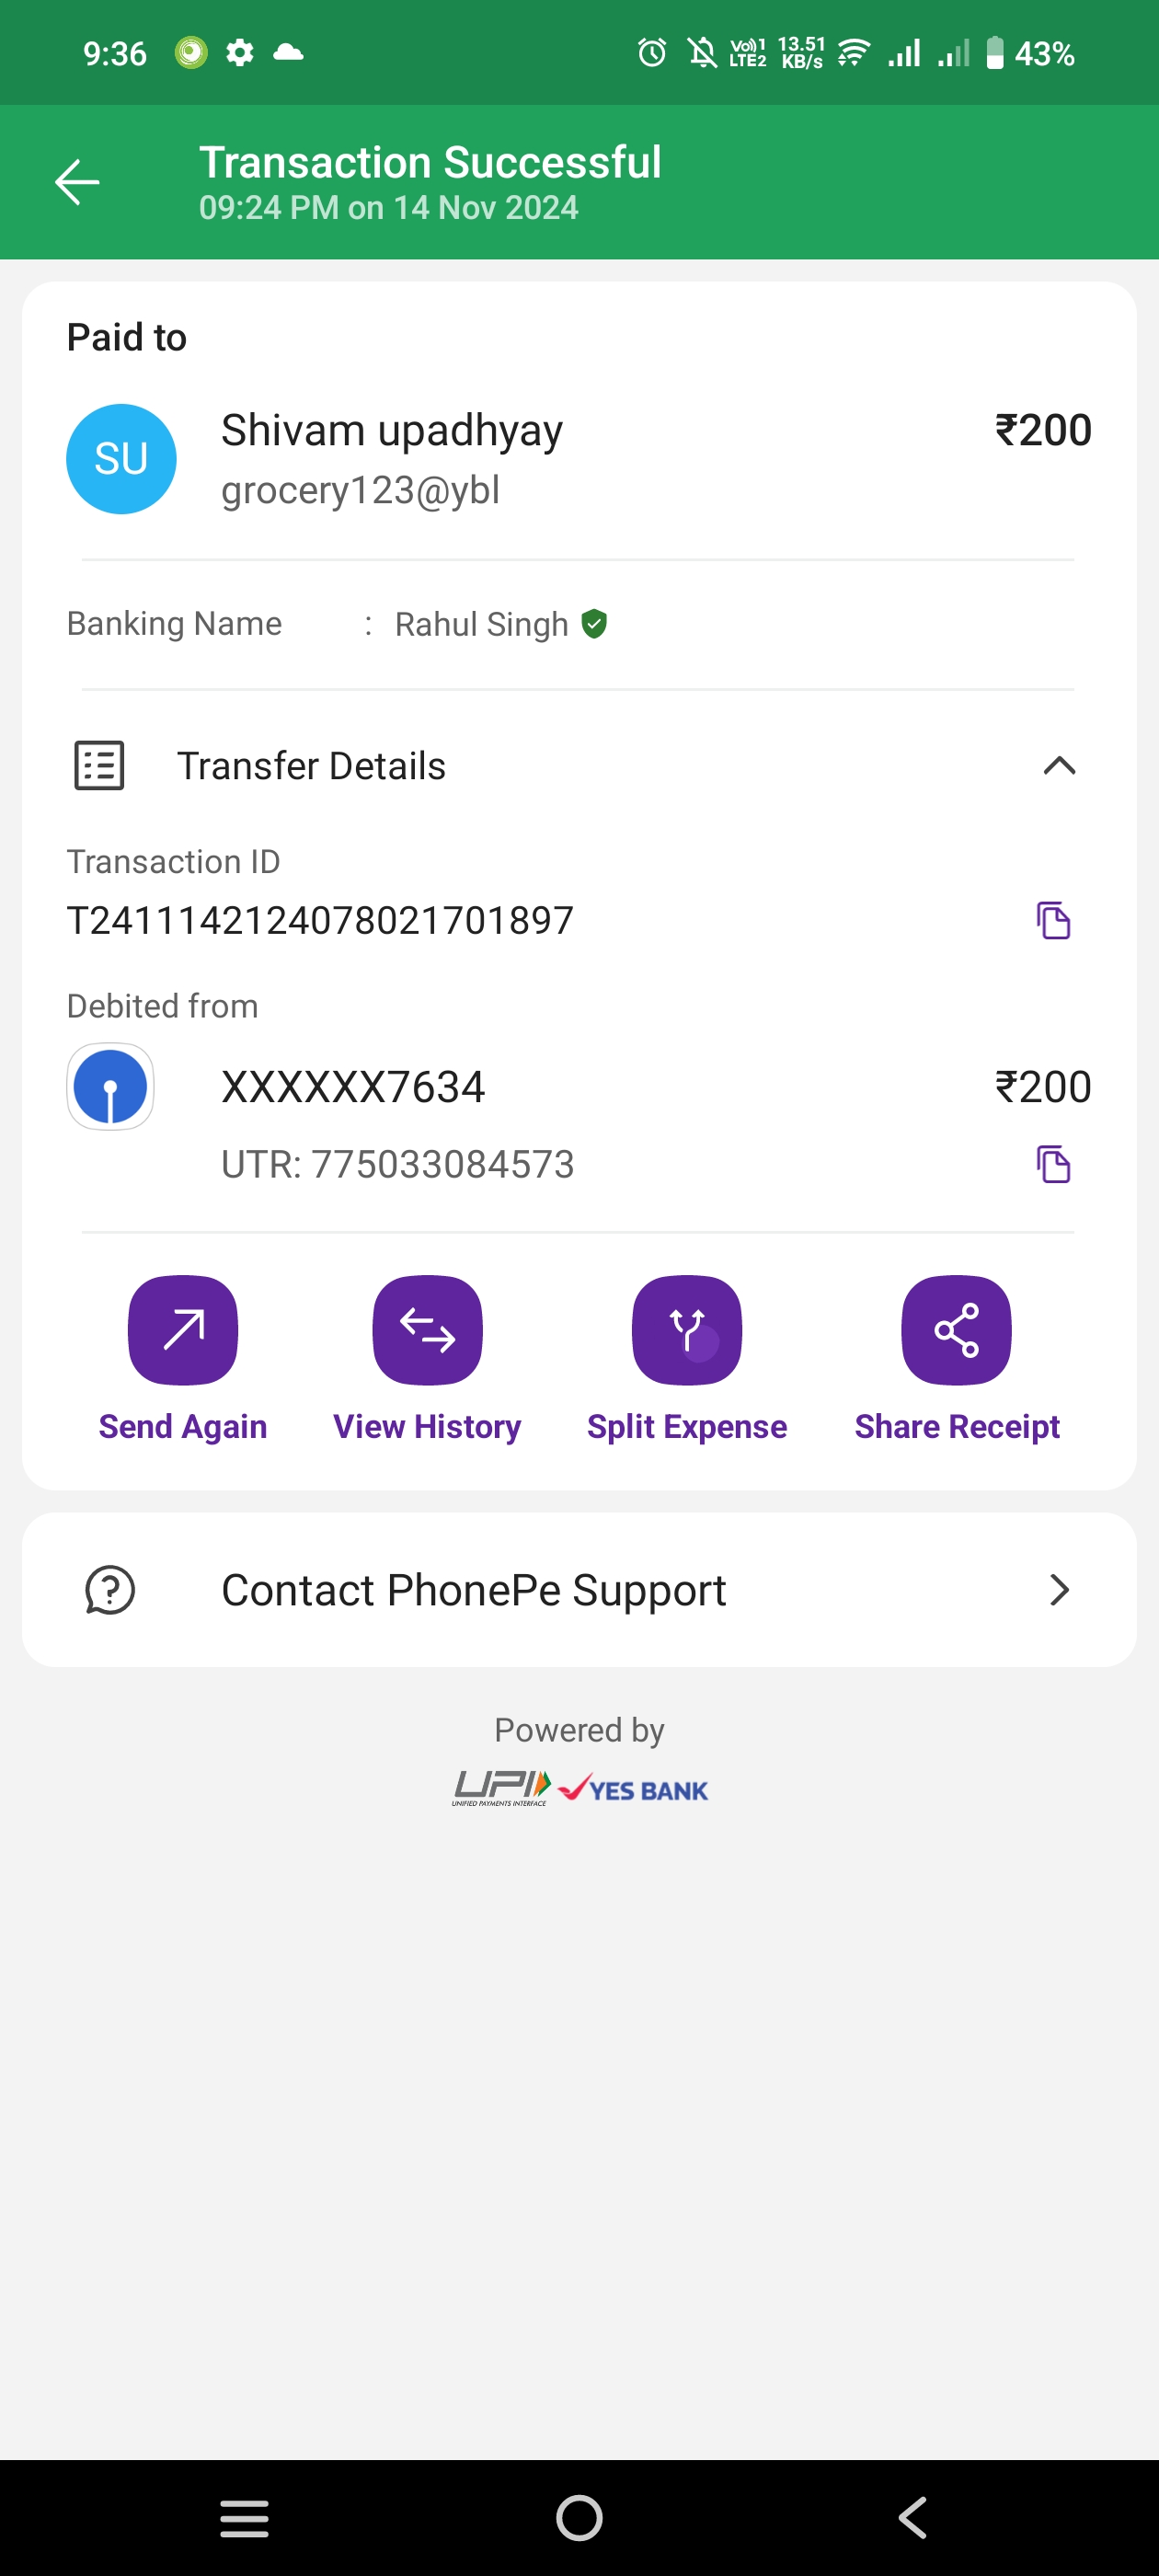 9:36 Vo))1 LTE2 13.51 KB/s 43%
Transaction Successful
09:24 PM on 14 Nov 2024
Paid to
SU
Shivam upadhyay ₹200
grocery123@ybl
Banking Name : Rahul Singh
Transfer Details
Transaction ID
T2411142124078021701897
Debited from
XXXXXX7634 ₹200
UTR: 775033084573
Send Again View History Split Expense Share Receipt
Contact PhonePe Support
Powered by
UPI YES BANK
UNIFIED PAYMENTS INTERFACE